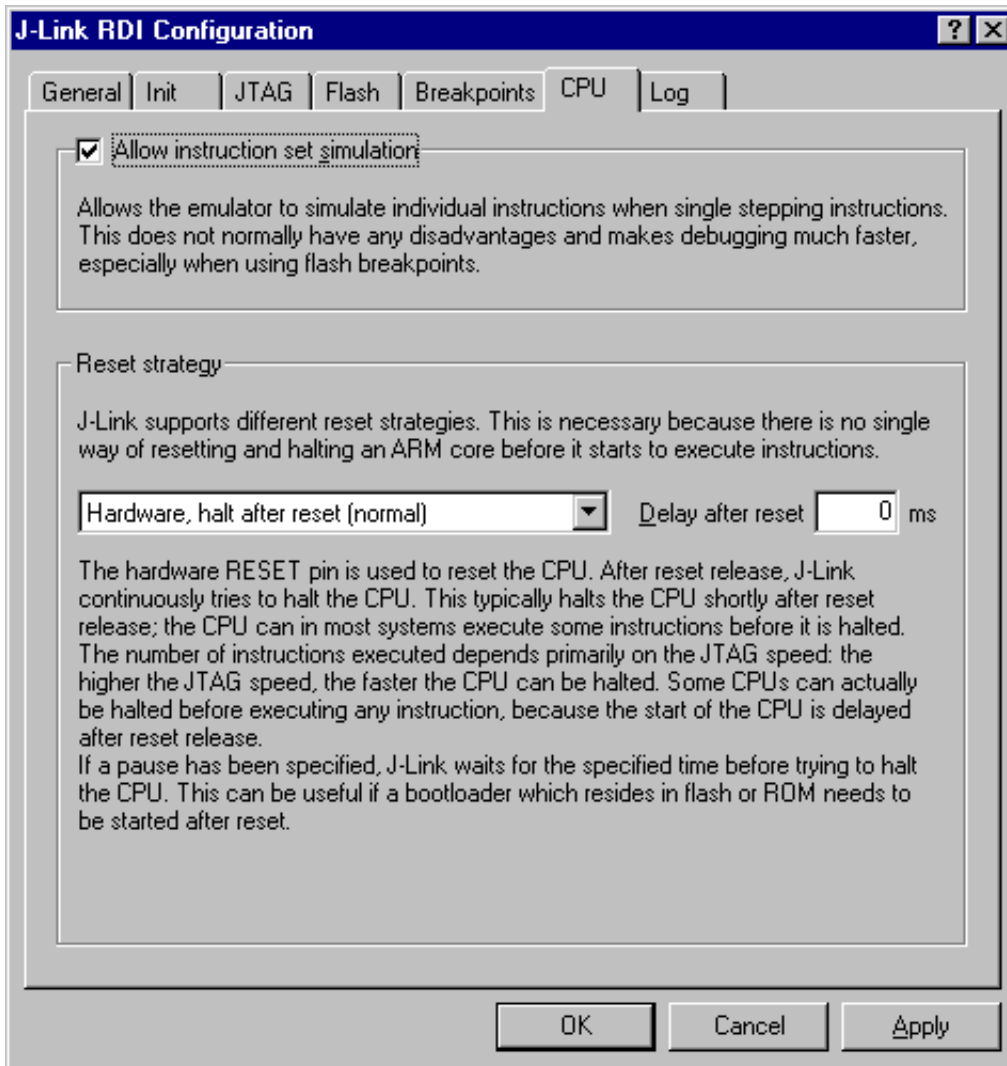 J-Link RDI Configuration
General Init JTAG Flash Breakpoints CPU Log
Allow instruction set simulation
Allows the emulator to simulate individual instructions when single stepping instructions.
This does not normally have any disadvantages and makes debugging much faster,
especially when using flash breakpoints.
Reset strategy
J-Link supports different reset strategies. This is necessary because there is no single
way of resetting and halting an ARM core before it starts to execute instructions.
Hardware, halt after reset (normal) Delay after reset 0 ms
The hardware RESET pin is used to reset the CPU. After reset release, J-Link
continuously tries to halt the CPU. This typically halts the CPU shortly after reset
release; the CPU can in most systems execute some instructions before it is halted.
The number of instructions executed depends primarily on the JTAG speed: the
higher the JTAG speed, the faster the CPU can be halted. Some CPUs can actually
be halted before executing any instruction, because the start of the CPU is delayed
after reset release.
If a pause has been specified, J-Link waits for the specified time before trying to halt
the CPU. This can be useful if a bootloader which resides in flash or ROM needs to
be started after reset.
OK Cancel Apply